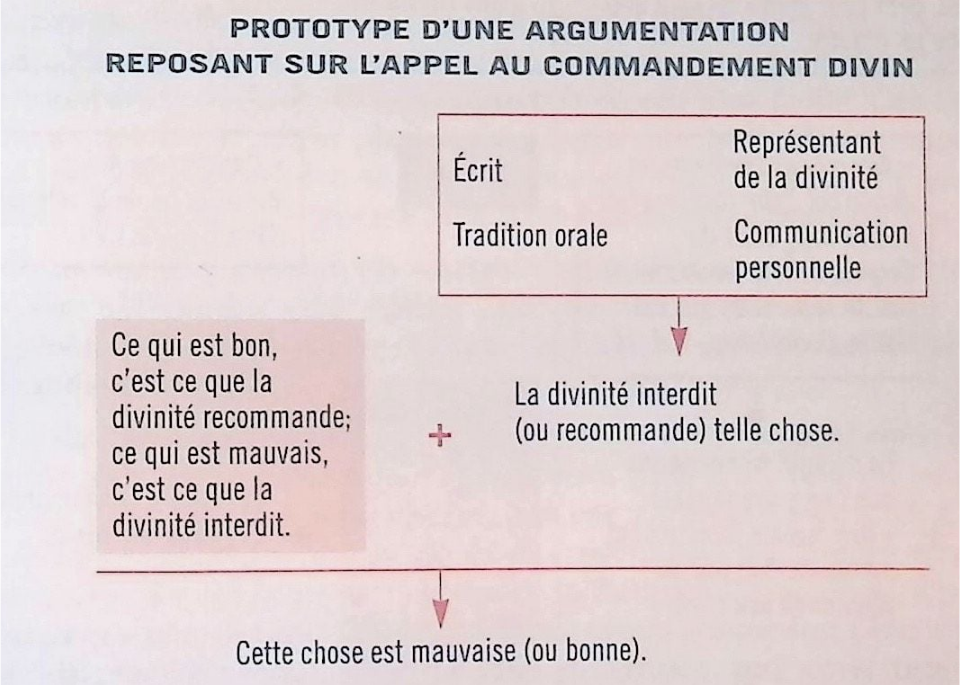 PROTOTYPE D'UNE ARGUMENTATION
REPOSANT SUR L'APPEL AU COMMANDEMENT DIVIN
Écrit
Tradition orale
Représentant
de la divinité
Communication
personnelle
Ce qui est bon,
c'est ce que la
divinité recommande;
ce qui est mauvais,
c'est ce que la
divinité interdit.
+
La divinité interdit
(ou recommande) telle chose.
Cette chose est mauvaise (ou bonne).